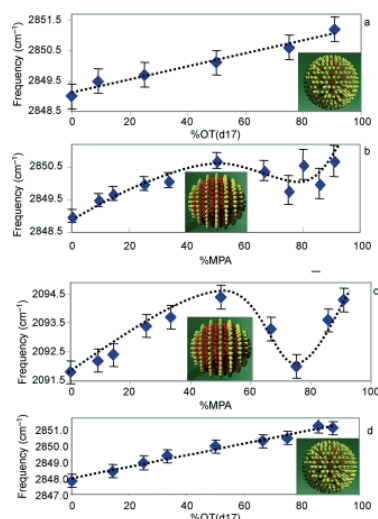 a
Frequency (cm⁻¹)
2851.5
2850.5
2849.5
2848.5
0 20 40 60 80 100
%OT(d17)
b
Frequency (cm⁻¹)
2850.5
2849.5
2848.5
0 20 40 60 80 100
%MPA
Frequency (cm⁻¹)
2094.5
2093.5
2092.5
2091.5
0 20 40 60 80 100
%MPA
d
Frequency (cm⁻¹)
2851.0
2850.0
2849.0
2848.0
2847.0
0 20 40 60 80 100
%OT(d17)